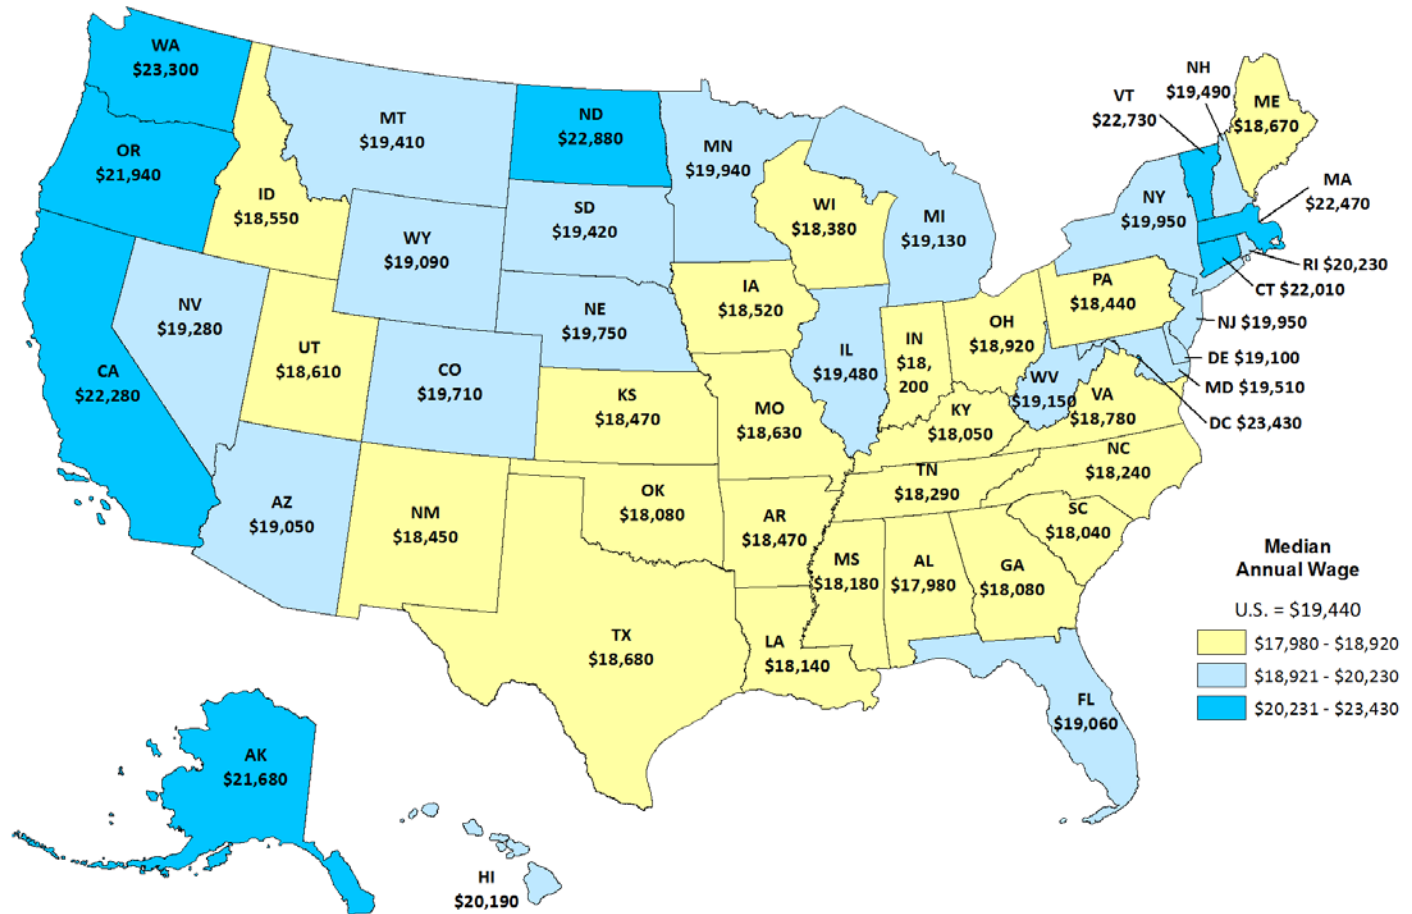 WA
$23,300
OR
$21,940
CA
$22,280
ID
$18,550
NV
$19,280
MT
$19,410
WY
$19,090
UT
$18,610
CO
$19,710
AZ
$19,050
NM
$18,450
ND
$22,880
SD
$19,420
NE
$19,750
KS
$18,470
OK
$18,080
TX
$18,680
MN
$19,940
IA
$18,520
MO
$18,630
AR
$18,470
LA
$18,140
WI
$18,380
IL
$19,480
MI
$19,130
IN
$18,
200
OH
$18,920
KY
$18,050
TN
$18,290
MS
$18,180
AL
$17,980
GA
$18,080
FL
$19,060
SC
$18,040
NC
$18,240
VA
$18,780
WV
$19,150
PA
$18,440
NY
$19,950
VT
$22,730
NH
$19,490
ME
$18,670
MA
$22,470
RI $20,230
CT $22,010
NJ $19,950
DE $19,100
MD $19,510
DC $23,430
AK
$21,680
HI
$20,190
Median
Annual Wage
U.S. = $19,440
$17,980 - $18,920
$18,921 - $20,230
$20,231 - $23,430